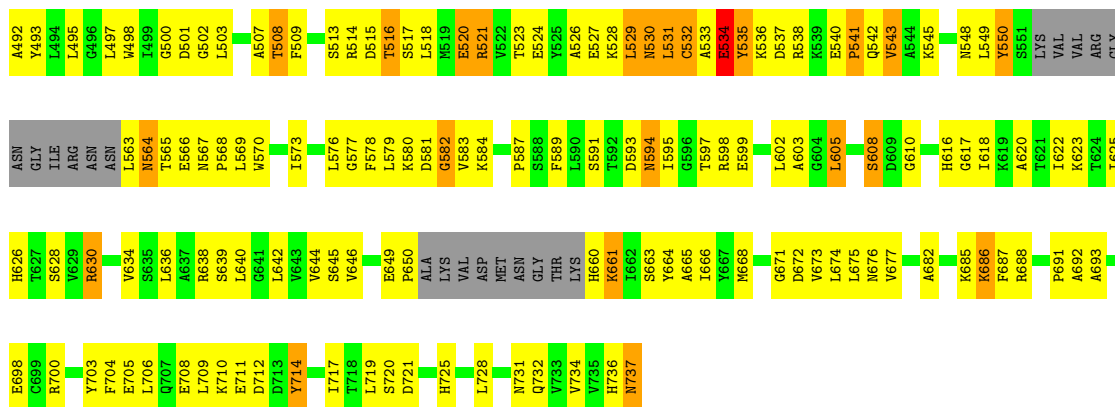 A492 Y493 L494 L495 G496 L497 W498 I499 G500 D501 G502 L503 A507 T508 F509 S513 R514 D515 T516 S517 L518 M519 E520 R521 V522 T523 E524 Y525 A526 E527 K528 L529 N530 L531 C532 A533 E534 Y535 K536 D537 R538 K539 E540 P541 Q542 V543 A544 K545 N548 L549 Y550 S551 LYS VAL VAL ARG GLY
ASN GLY ILE ARG ASN ASN L563 N564 T565 E566 N567 P568 L569 W570 I573 L576 G577 F578 L579 K580 D581 G582 V583 K584 P587 S588 F589 L590 S591 T592 D593 N594 I595 G596 T597 R598 E599 L602 A603 G604 L605 S608 D609 G610 H616 G617 I618 K619 A620 T621 I622 K623 T624 I625
H626 T627 S628 V629 R630 V634 S635 L636 A637 R638 S639 L640 G641 L642 V643 V644 S645 V646 E649 P650 ALA LYS VAL ASP MET ASN GLY THR LYS H660 K661 I662 S663 Y664 A665 I666 Y667 M668 G671 D672 V673 L674 L675 N676 V677 A682 K685 K686 F687 R688 P691 A692 A693
E698 C699 R700 Y703 F704 E705 L706 Q707 E708 L709 K710 E711 D712 D713 Y714 I717 T718 L719 S720 D721 H725 L728 N731 Q732 V733 V734 V735 H736 N737